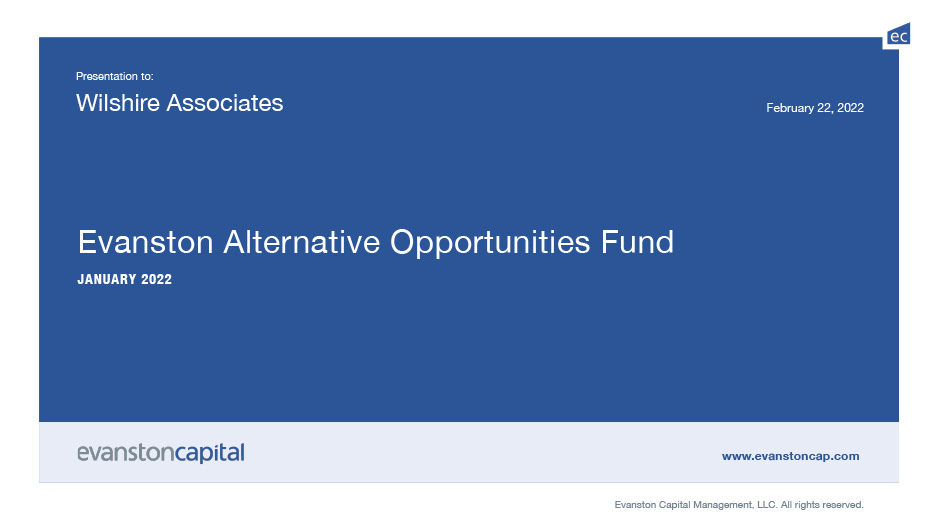 ec
Presentation to:
Wilshire Associates
February 22, 2022
Evanston Alternative Opportunities Fund
JANUARY 2022
evanstoncapital
www.evanstoncap.com
Evanston Capital Management, LLC. All rights reserved.